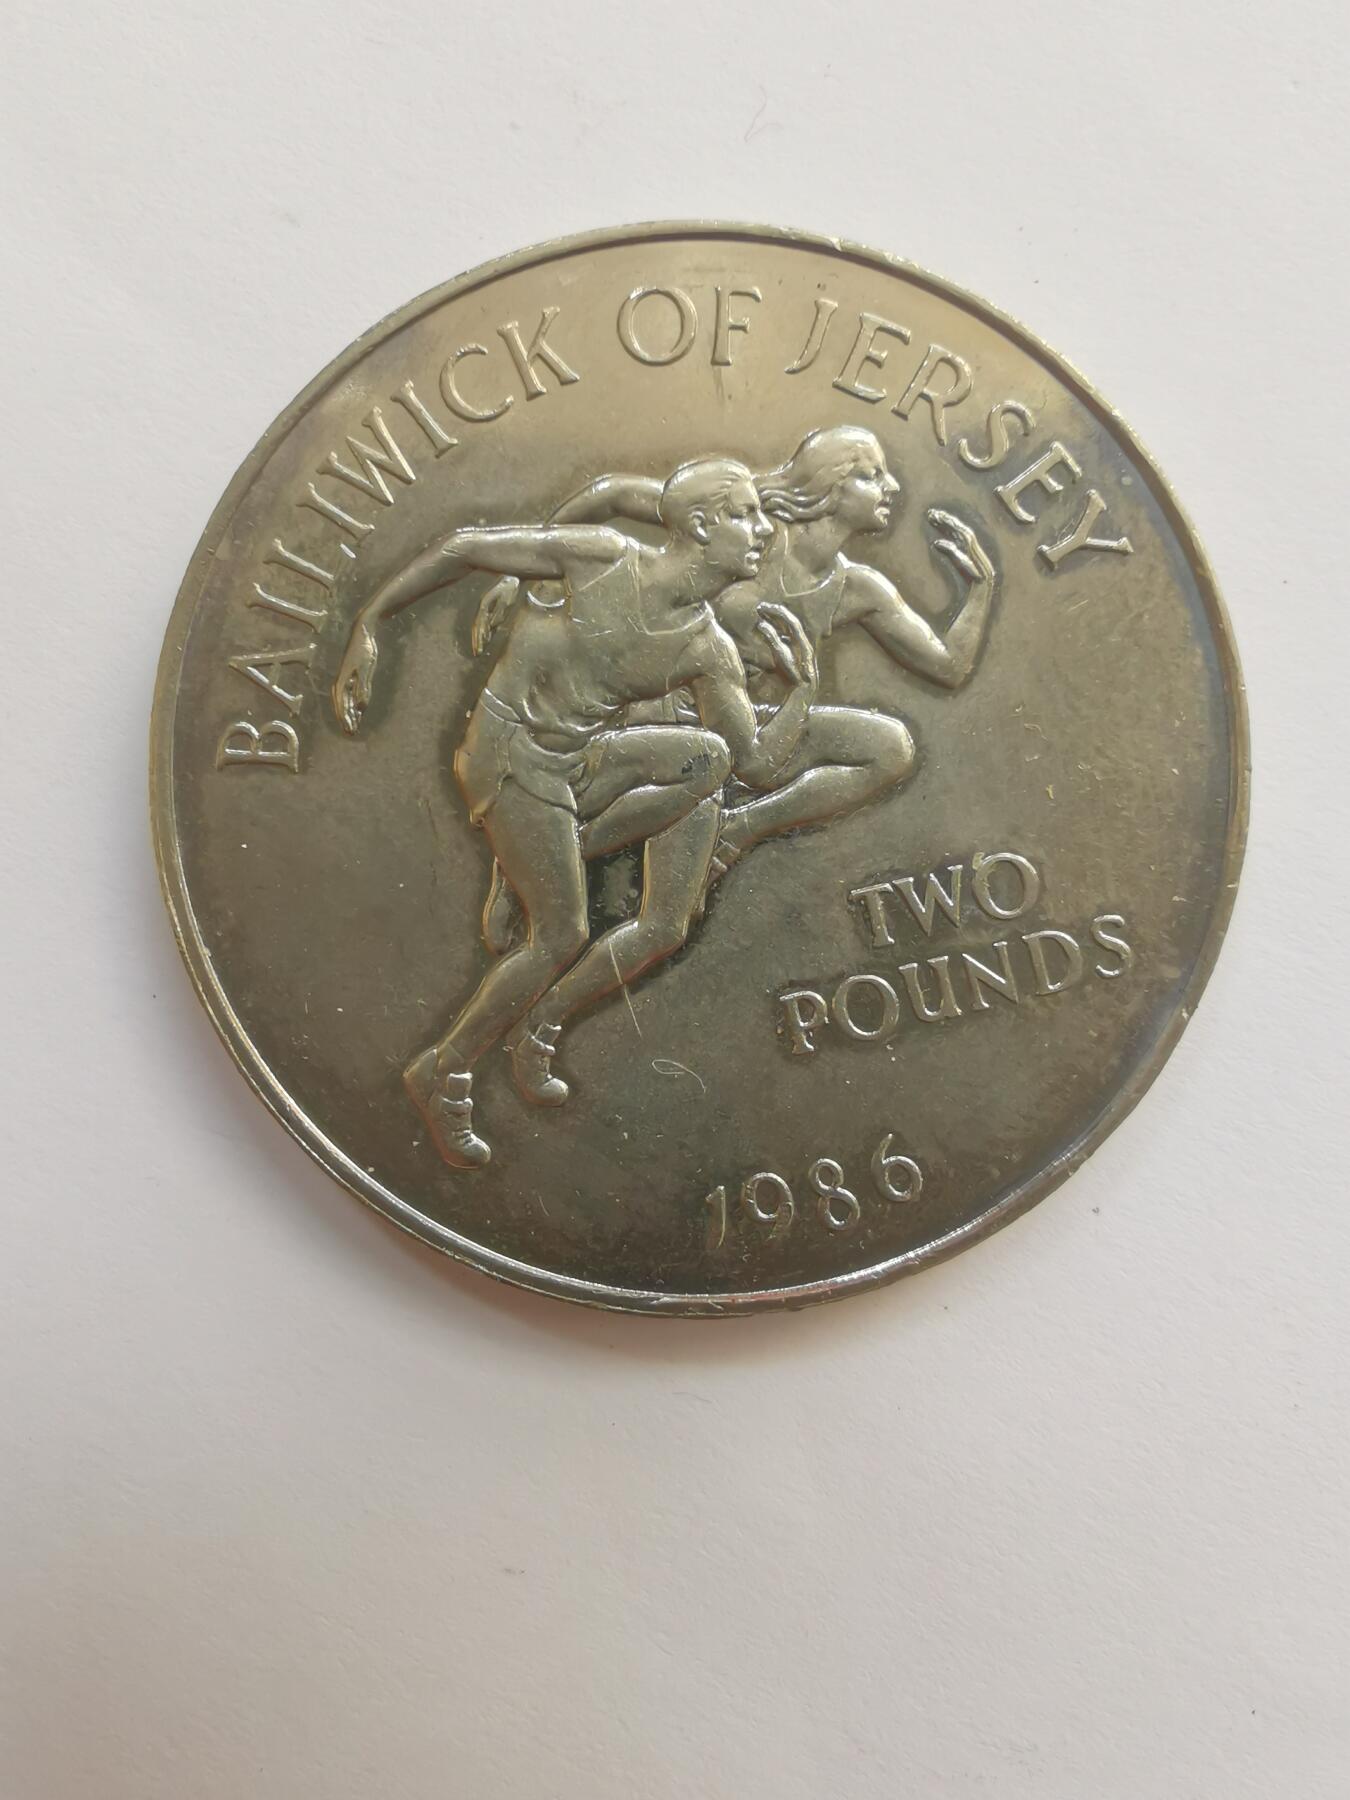 BAILIWICK OF JERSEY
TWO
POUNDS
1986